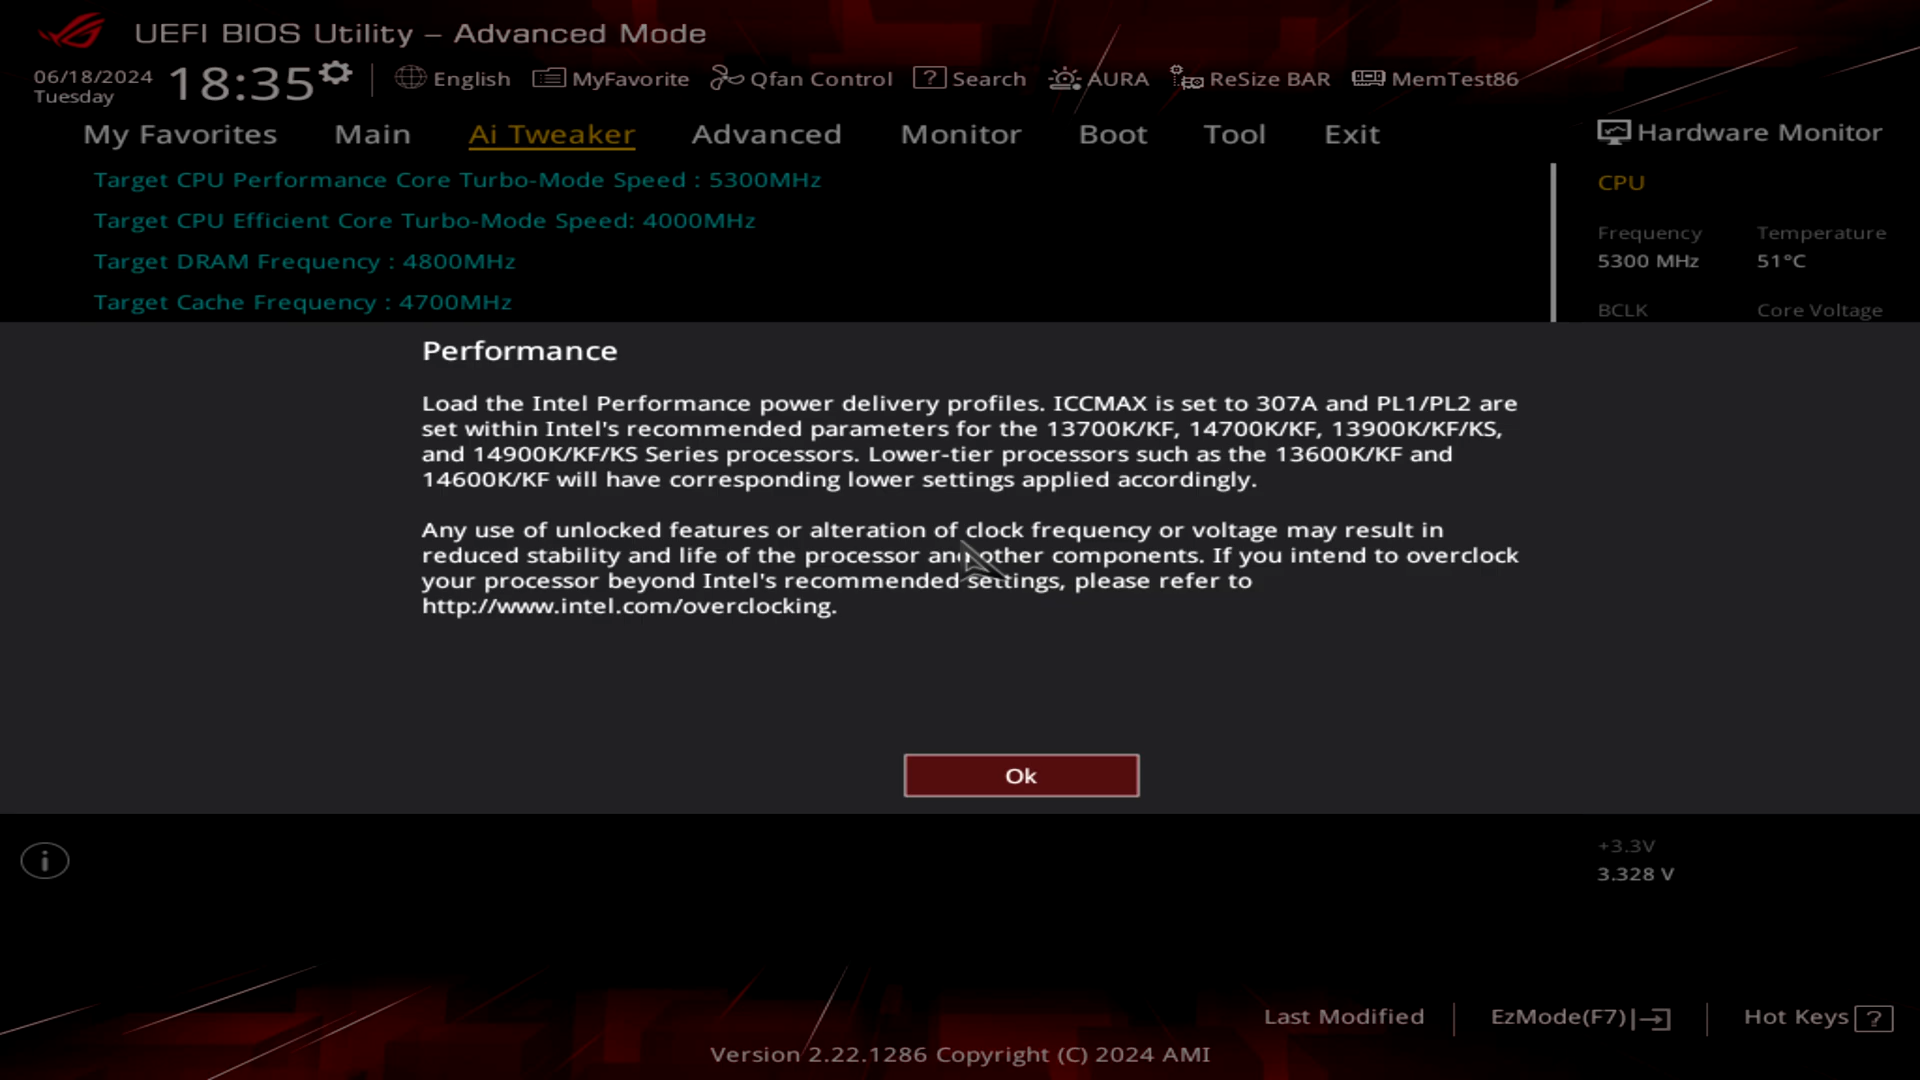 UEFI BIOS Utility – Advanced Mode
06/18/2024
Tuesday
18:35
English
MyFavorite
Qfan Control
Search
AURA
ReSize BAR
MemTest86
My Favorites
Main
Ai Tweaker
Advanced
Monitor
Boot
Tool
Exit
Hardware Monitor
Target CPU Performance Core Turbo-Mode Speed : 5300MHz
Target CPU Efficient Core Turbo-Mode Speed: 4000MHz
Target DRAM Frequency : 4800MHz
Target Cache Frequency : 4700MHz
CPU
Frequency Temperature
5300 MHz 51°C
BCLK Core Voltage
Performance
Load the Intel Performance power delivery profiles. ICCMAX is set to 307A and PL1/PL2 are
set within Intel's recommended parameters for the 13700K/KF, 14700K/KF, 13900K/KF/KS,
and 14900K/KF/KS Series processors. Lower-tier processors such as the 13600K/KF and
14600K/KF will have corresponding lower settings applied accordingly.
Any use of unlocked features or alteration of clock frequency or voltage may result in
reduced stability and life of the processor and other components. If you intend to overclock
your processor beyond Intel's recommended settings, please refer to
http://www.intel.com/overclocking.
Ok
+3.3V
3.328 V
Last Modified
EzMode(F7)
Hot Keys ?
Version 2.22.1286 Copyright (C) 2024 AMI